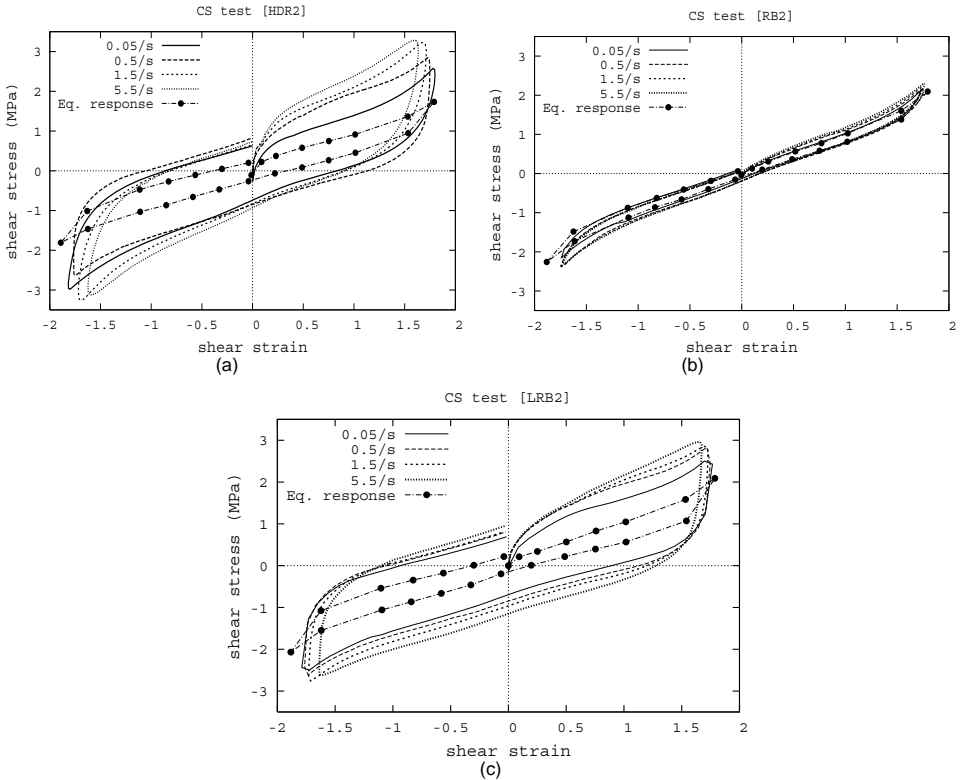 CS test [HDR2]
shear stress (MPa)
3
2
1
0
-1
-2
-3
0.05/s
0.5/s
1.5/s
5.5/s
Eq. response
-2 -1.5 -1 -0.5 0 0.5 1 1.5 2
shear strain
(a)
CS test [RB2]
shear stress (MPa)
3
2
1
0
-1
-2
-3
0.05/s
0.5/s
1.5/s
5.5/s
Eq. response
-2 -1.5 -1 -0.5 0 0.5 1 1.5 2
shear strain
(b)
CS test [LRB2]
shear stress (MPa)
3
2
1
0
-1
-2
-3
0.05/s
0.5/s
1.5/s
5.5/s
Eq. response
-2 -1.5 -1 -0.5 0 0.5 1 1.5 2
shear strain
(c)